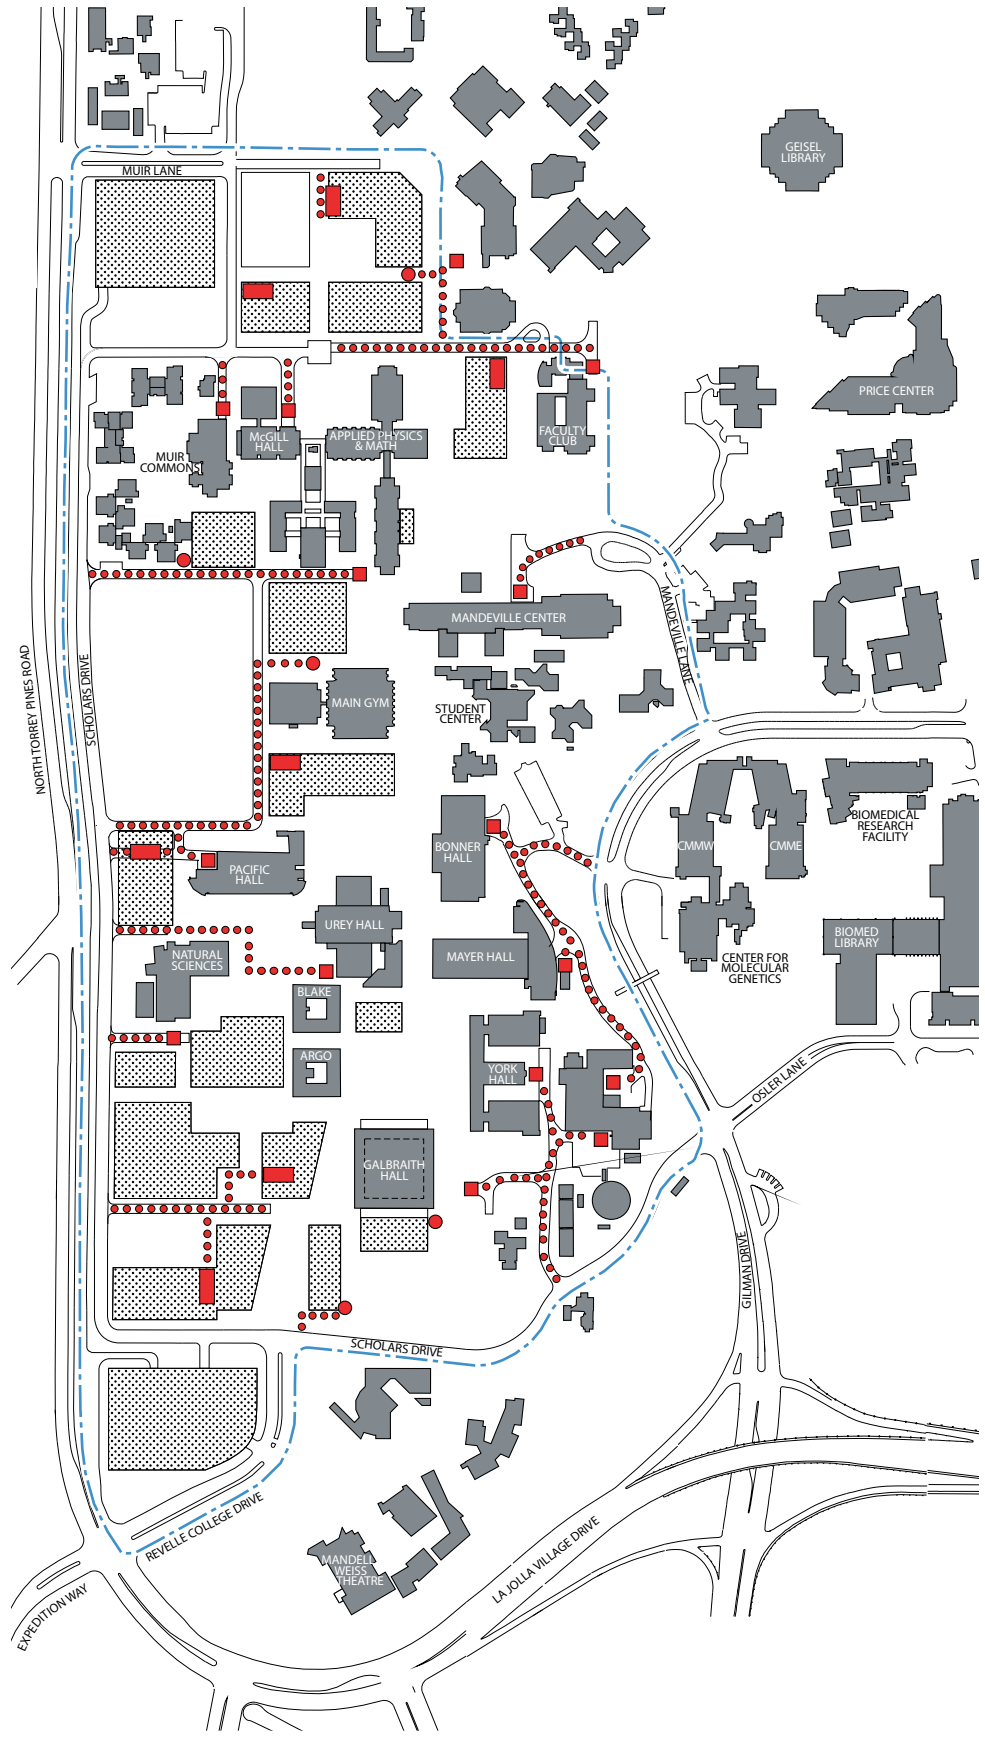 GEISEL
LIBRARY
MUIR LANE
PRICE CENTER
McGILL
HALL
APPLIED PHYSICS
& MATH
FACULTY
CLUB
MUIR
COMMONS
MANDEVILLE CENTER
MANDEVILLE LANE
NORTH TORREY PINES ROAD
SCHOLARS DRIVE
MAIN GYM
STUDENT
CENTER
BIOMEDICAL
RESEARCH
FACILITY
BONNER
HALL
CMMW
CMME
PACIFIC
HALL
UREY HALL
BIOMED
LIBRARY
NATURAL
SCIENCES
MAYER HALL
CENTER FOR
MOLECULAR
GENETICS
BLAKE
ARGO
YORK
HALL
OSLER LANE
GALBRAITH
HALL
GILMAN DRIVE
SCHOLARS DRIVE
REVELLE COLLEGE DRIVE
LA JOLLA VILLAGE DRIVE
MANDELL
WEISS
THEATRE
EXPEDITION WAY